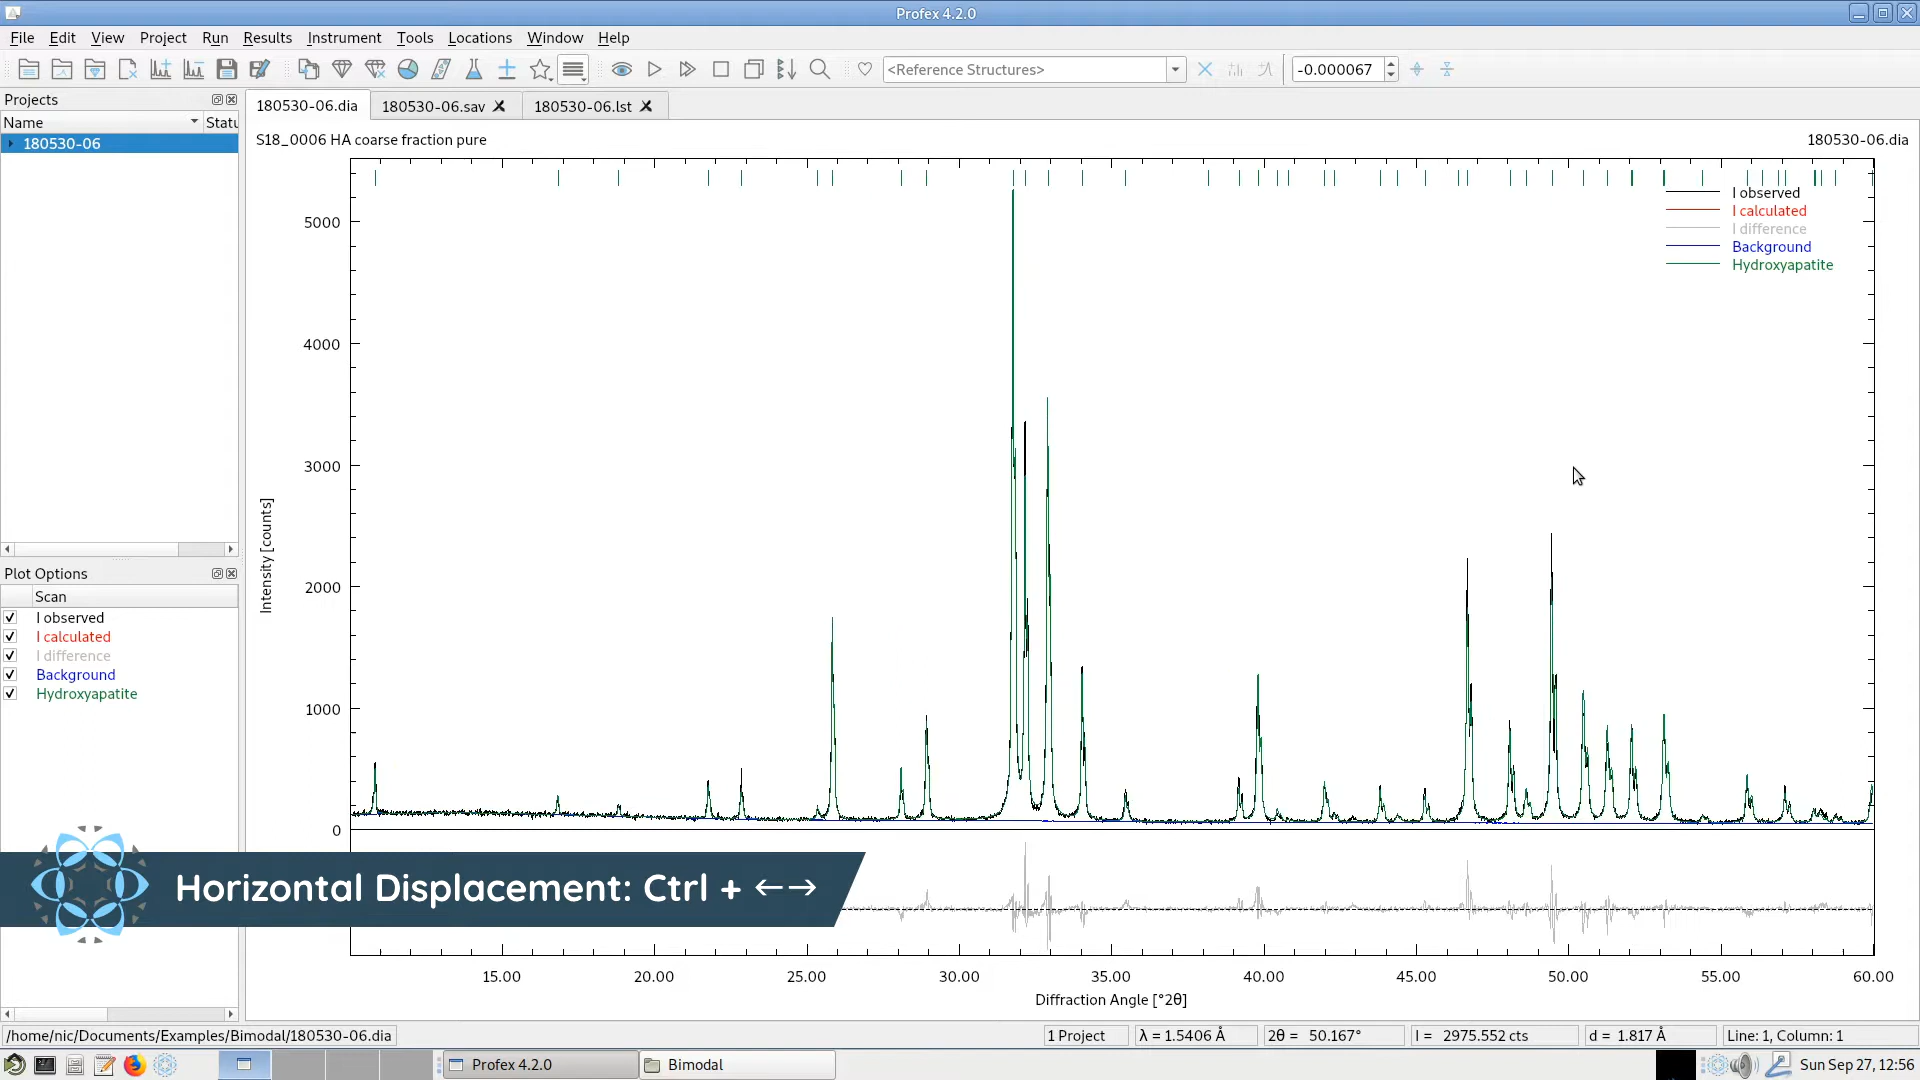 Profex 4.2.0
File Edit View Project Run Results Instrument Tools Locations Window Help
<Reference Structures>
-0.000067
Projects
Name Statu
180530-06
180530-06.dia 180530-06.sav 180530-06.lst
S18_0006 HA coarse fraction pure
180530-06.dia
I observed
I calculated
I difference
Background
Hydroxyapatite
5000
4000
3000
2000
1000
0
Intensity [counts]
15.00 20.00 25.00 30.00 35.00 40.00 45.00 50.00 55.00 60.00
Diffraction Angle [°2θ]
Plot Options
Scan
I observed
I calculated
I difference
Background
Hydroxyapatite
Horizontal Displacement: Ctrl + ←→
/home/nic/Documents/Examples/Bimodal/180530-06.dia
1 Project
λ = 1.5406 Å
2θ = 50.167°
I = 2975.552 cts
d = 1.817 Å
Line: 1, Column: 1
Profex 4.2.0
Bimodal
Sun Sep 27, 12:56